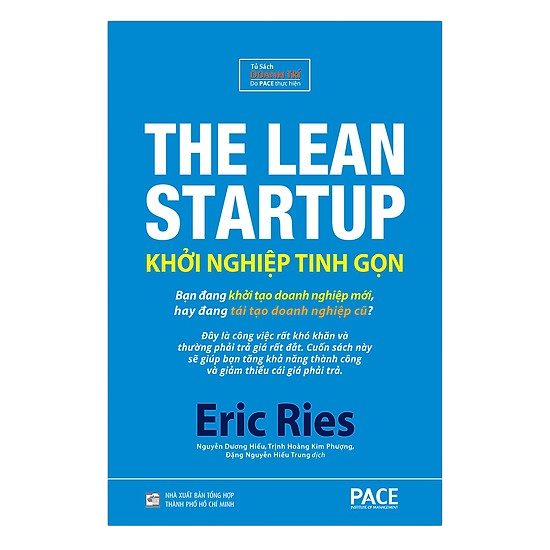 Tủ Sách
DOANH TRÍ
Do PACE thực hiện
THE LEAN
STARTUP
KHỞI NGHIỆP TINH GỌN
Bạn đang khởi tạo doanh nghiệp mới,
hay đang tái tạo doanh nghiệp cũ?
Đây là công việc rất khó khăn và
thường phải trả giá rất đắt. Cuốn sách này
sẽ giúp bạn tăng khả năng thành công
và giảm thiểu cái giá phải trả.
Eric Ries
Nguyễn Dương Hiếu, Trịnh Hoàng Kim Phượng,
Đặng Nguyễn Hiếu Trung dịch
NHÀ XUẤT BẢN TỔNG HỢP
THÀNH PHỐ HỒ CHÍ MINH
PACE
INSTITUTE OF MANAGEMENT